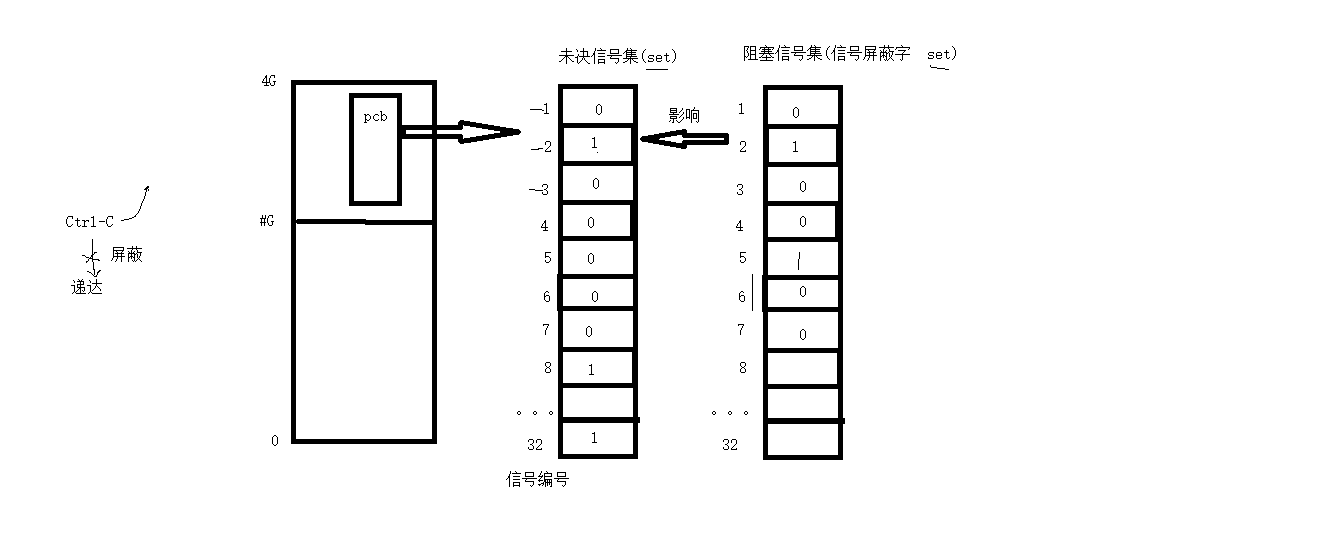 未决信号集(set)
阻塞信号集(信号屏蔽字 set)
4G
pcb
影响
1 0
2 1
3 0
4 0
5 0
6 0
7 0
8 1
。。。
32 1
信号编号
1 0
2 1
3 0
4 0
5 1
6 0
7 0
8
。。。
32
#G
0
Ctrl-C
屏蔽
递达